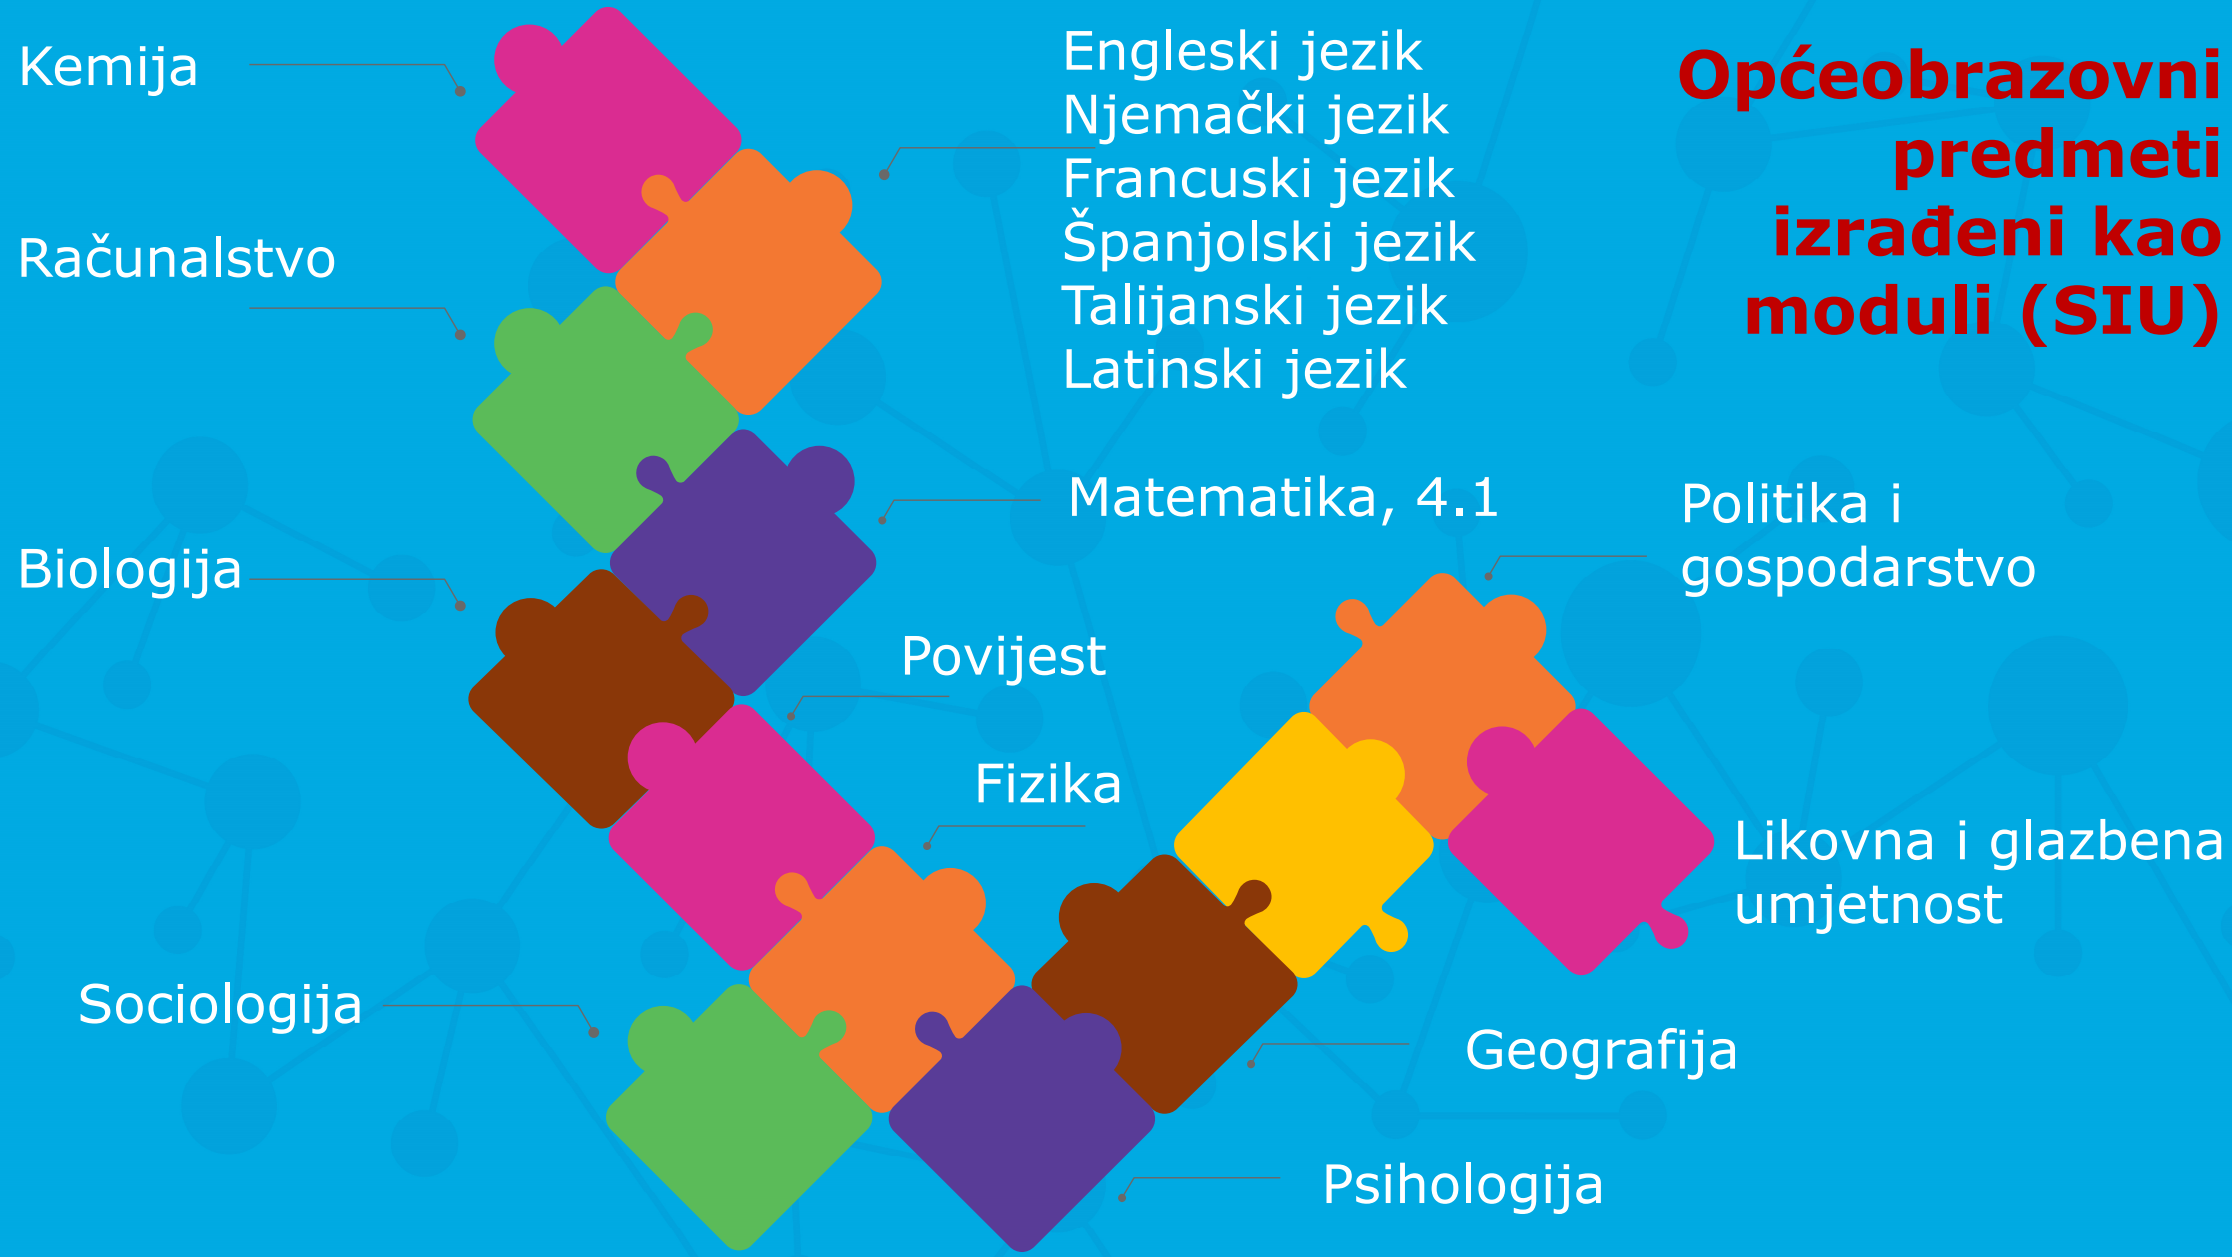 Općeobrazovni
predmeti
izrađeni kao
moduli (SIU)
Kemija
Engleski jezik
Njemački jezik
Francuski jezik
Španjolski jezik
Talijanski jezik
Latinski jezik
Računalstvo
Matematika, 4.1
Politika i
gospodarstvo
Biologija
Povijest
Fizika
Likovna i glazbena
umjetnost
Sociologija
Geografija
Psihologija